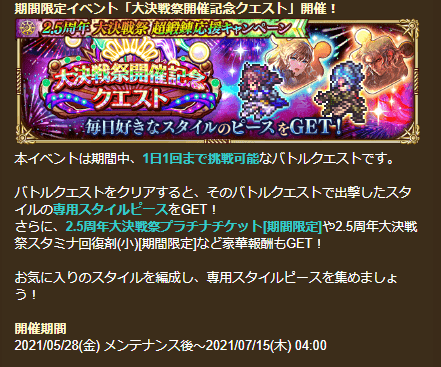 期間限定イベント「大決戦祭開催記念クエスト」開催！
2.5周年 大決戦祭 超鍛錬応援キャンペーン
大決戦祭開催記念
クエスト
毎日好きなスタイルのピースをGET！
本イベントは期間中、1日1回まで挑戦可能なバトルクエストです。
バトルクエストをクリアすると、そのバトルクエストで出撃したスタ
イルの専用スタイルピースをGET！
さらに、2.5周年大決戦祭プラチナチケット[期間限定]や2.5周年大決戦
祭スタミナ回復剤(小)[期間限定]など豪華報酬もGET！
お気に入りのスタイルを編成し、専用スタイルピースを集めましょ
う！
開催期間
2021/05/28(金) メンテナンス後～2021/07/15(木) 04:00